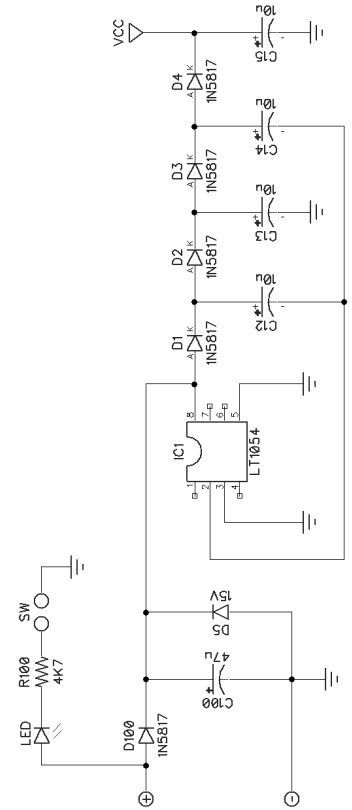 VCC
C15
10u
+
-
D4
1N5817
A
K
C14
10u
+
-
D3
1N5817
A
K
C13
10u
+
-
D2
1N5817
A
K
C12
10u
+
-
D1
1N5817
A
K
IC1
LT1054
1
2
3
4
5
6
7
8
SW
R100
4K7
LED
D5
15V
C100
47u
+
D100
1N5817
+
-